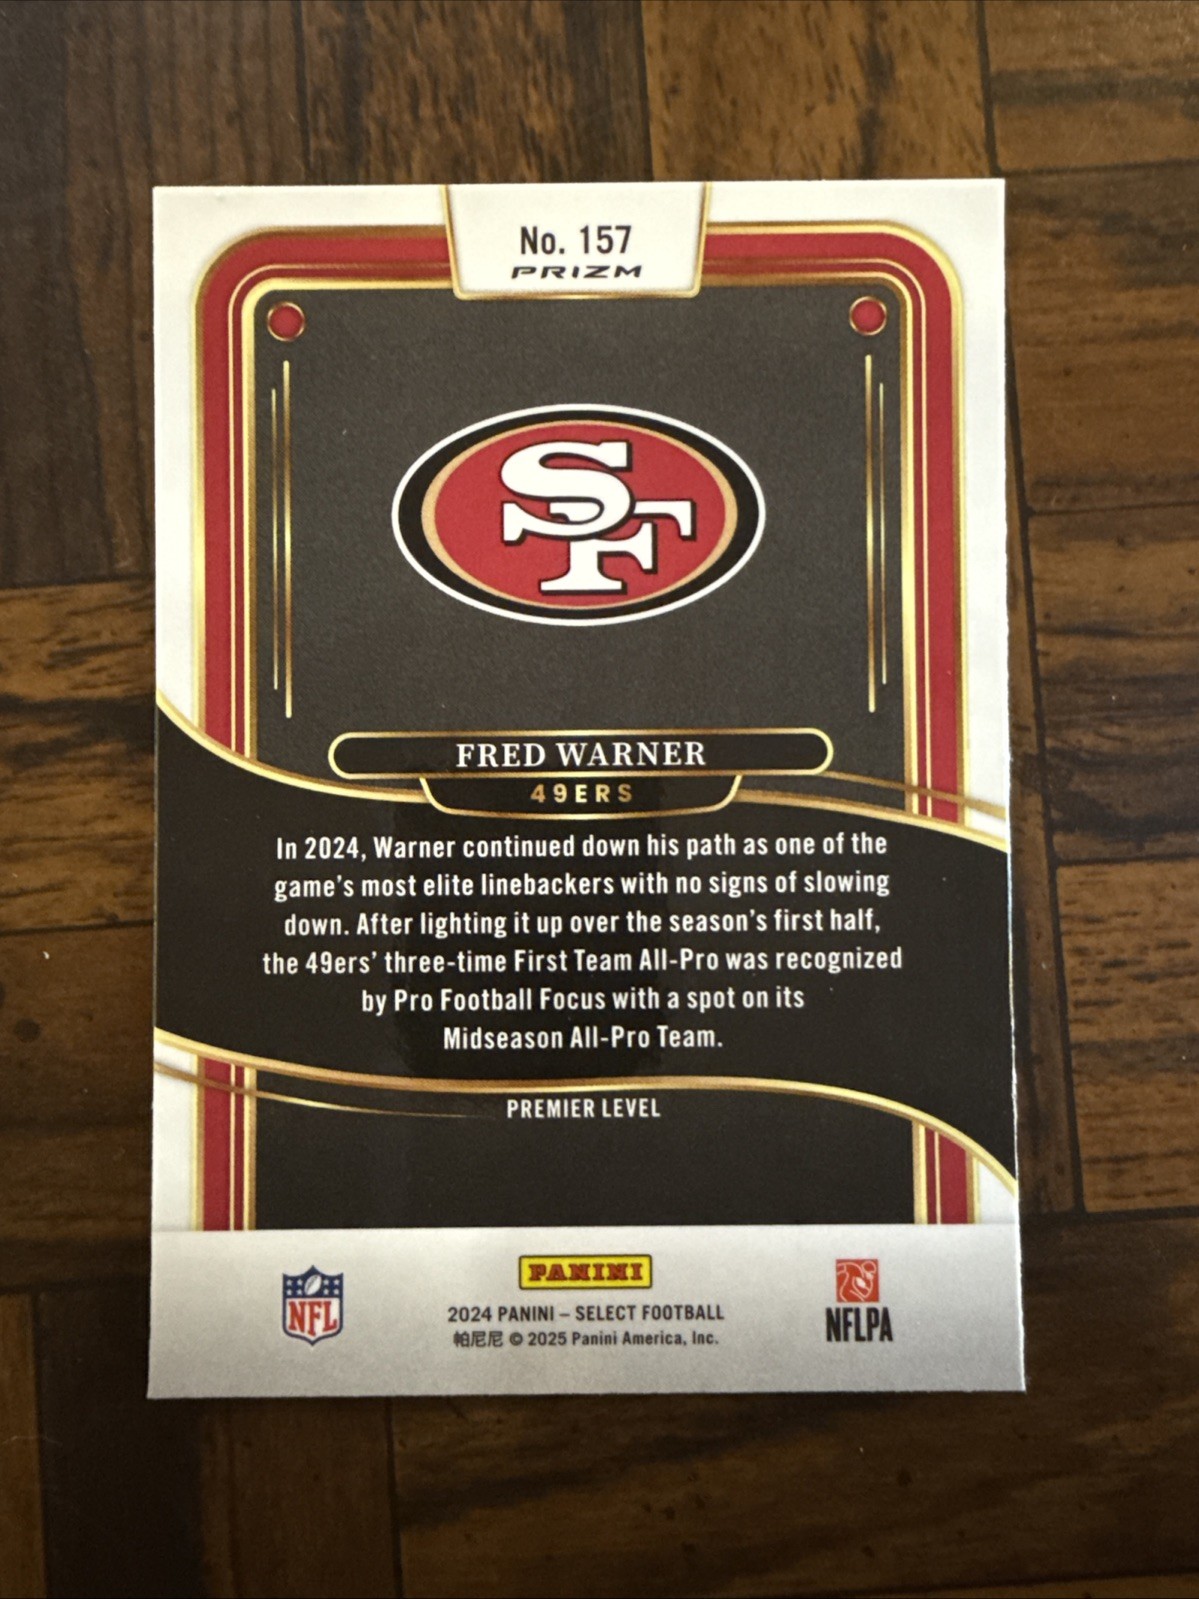 No. 157
PRIZM
SF
FRED WARNER
49ERS
In 2024, Warner continued down his path as one of the
game's most elite linebackers with no signs of slowing
down. After lighting it up over the season's first half,
the 49ers' three-time First Team All-Pro was recognized
by Pro Football Focus with a spot on its
Midseason All-Pro Team.
PREMIER LEVEL
NFL
PANINI
2024 PANINI – SELECT FOOTBALL
帕尼尼 © 2025 Panini America, Inc.
NFLPA